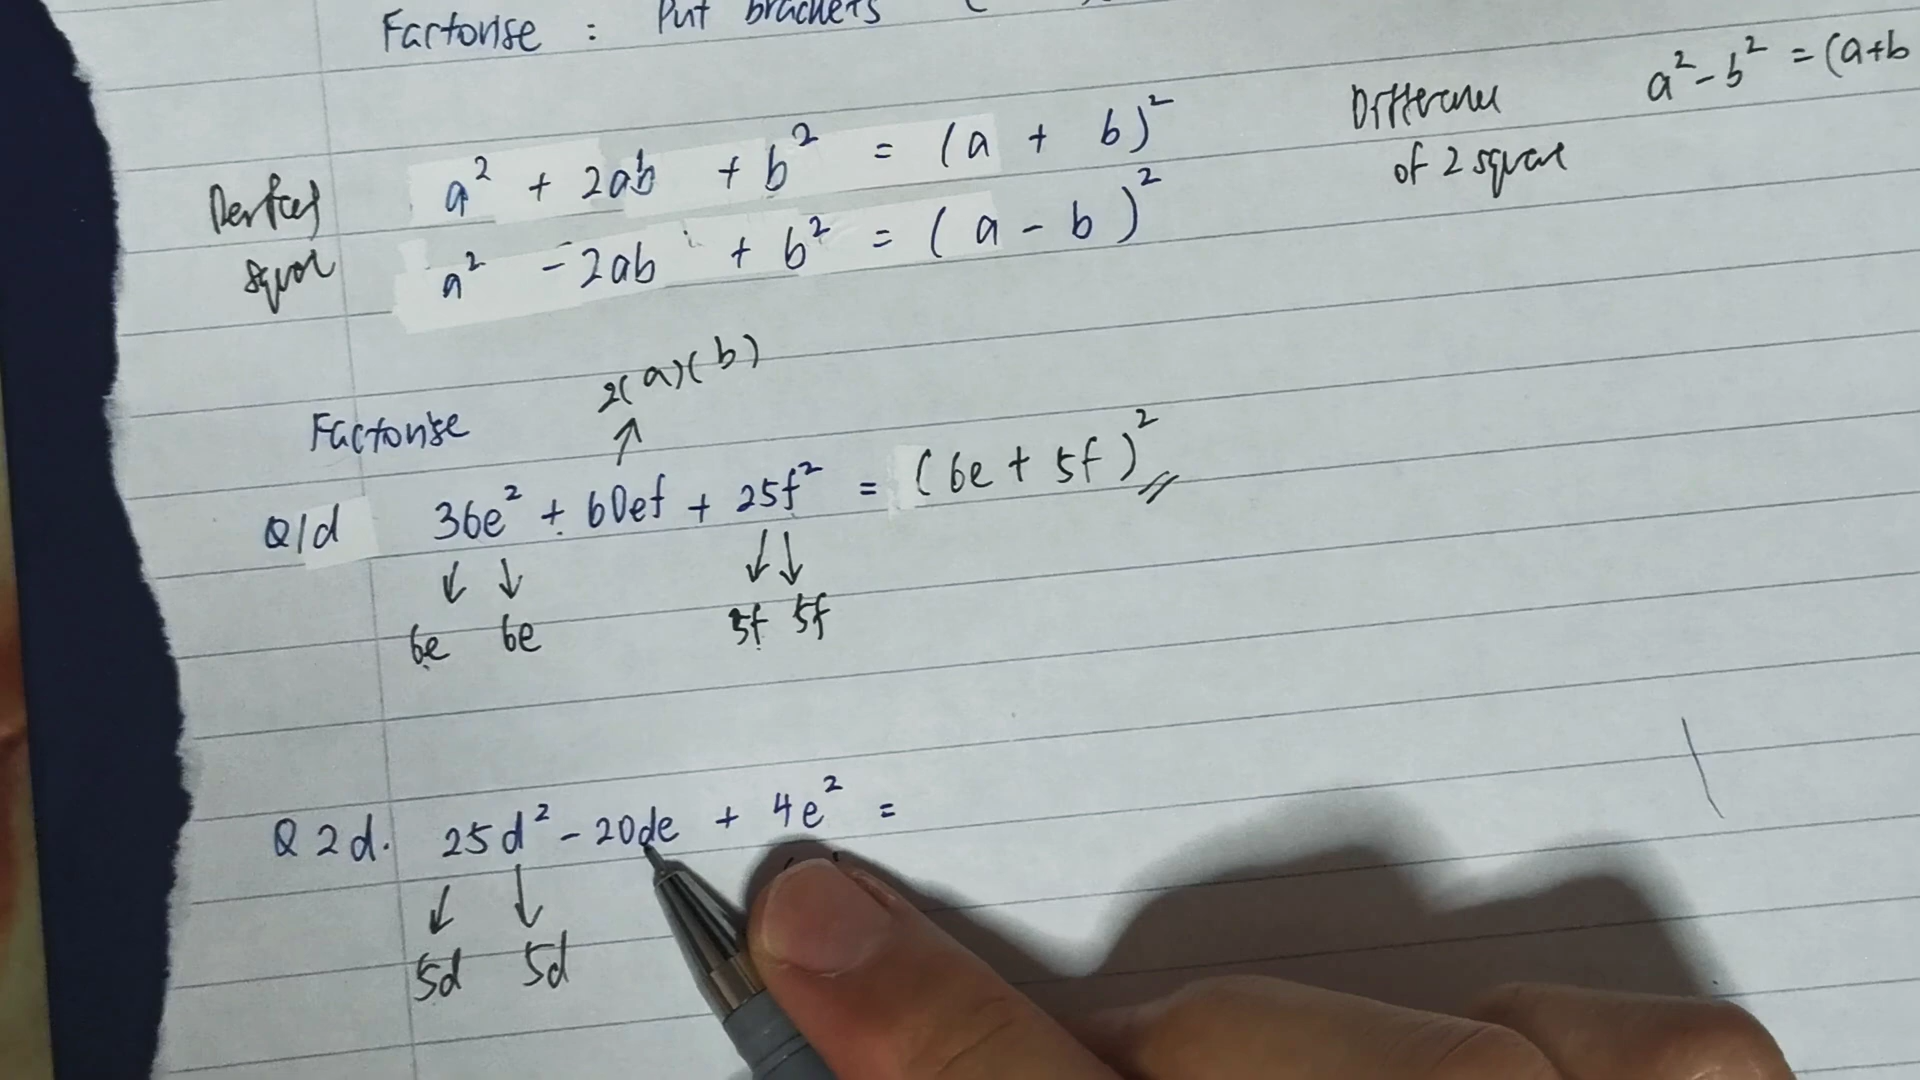 Factorise : Put brackets (
Perfect square
a² + 2ab + b² = (a + b)²
a² - 2ab + b² = (a - b)²
Difference of 2 square
a² - b² = (a+b
2(a)(b)
Factorise
Q1d 36e² + 60ef + 25f² = (6e + 5f)²
6e 6e 5f 5f
Q2d. 25d² - 20de + 4e² =
5d 5d